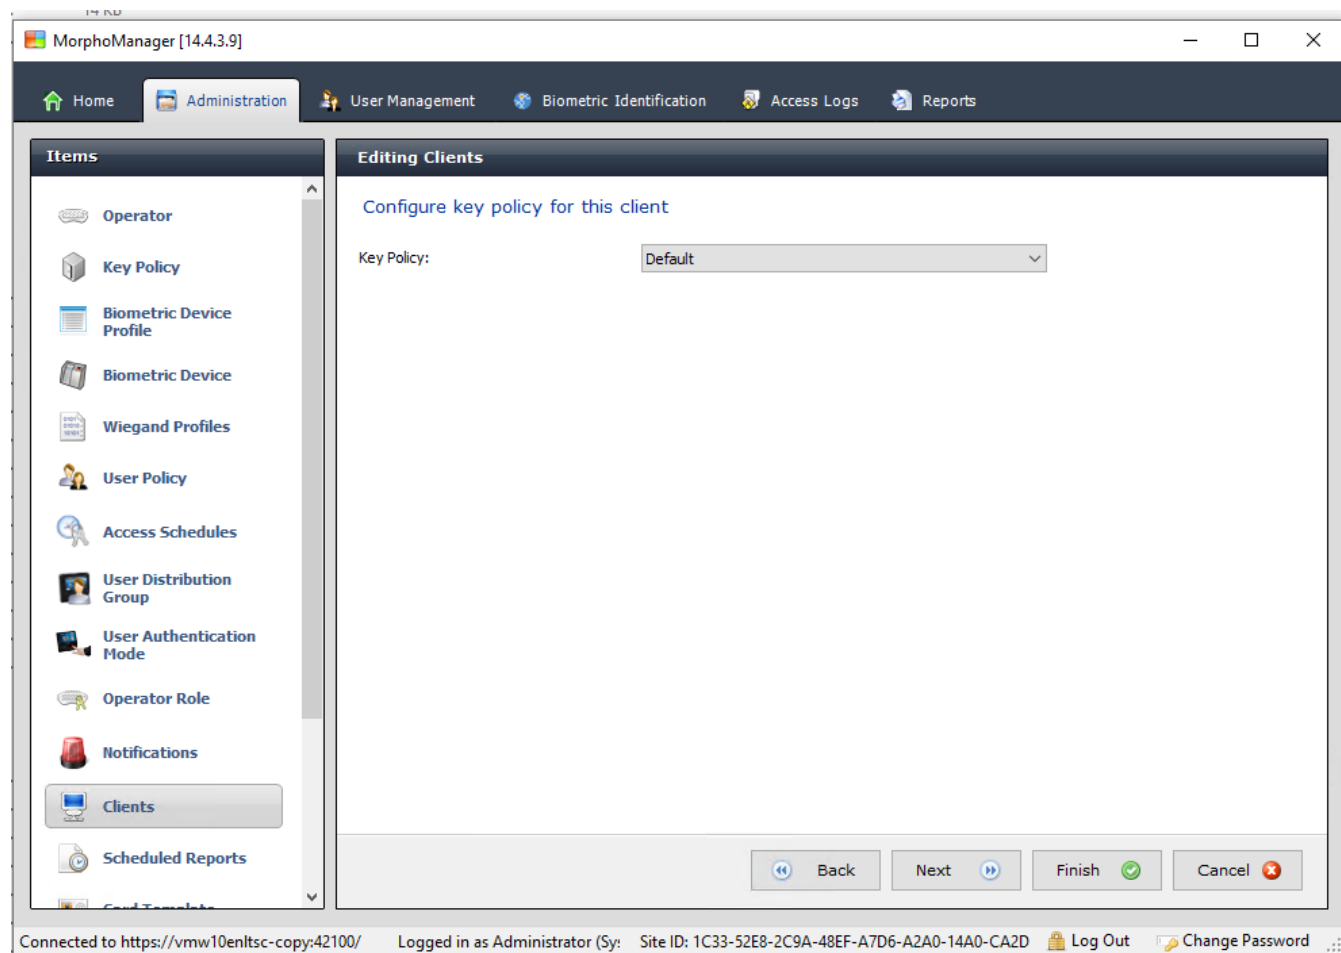 14 KB
MorphoManager [14.4.3.9]
Home
Administration
User Management
Biometric Identification
Access Logs
Reports
Items
Operator
Key Policy
Biometric Device
Profile
Biometric Device
Wiegand Profiles
User Policy
Access Schedules
User Distribution
Group
User Authentication
Mode
Operator Role
Notifications
Clients
Scheduled Reports
Card Template
Editing Clients
Configure key policy for this client
Key Policy:
Default
Back
Next
Finish
Cancel
Connected to https://vmw10enltsc-copy:42100/
Logged in as Administrator (Sy
Site ID: 1C33-52E8-2C9A-48EF-A7D6-A2A0-14A0-CA2D
Log Out
Change Password